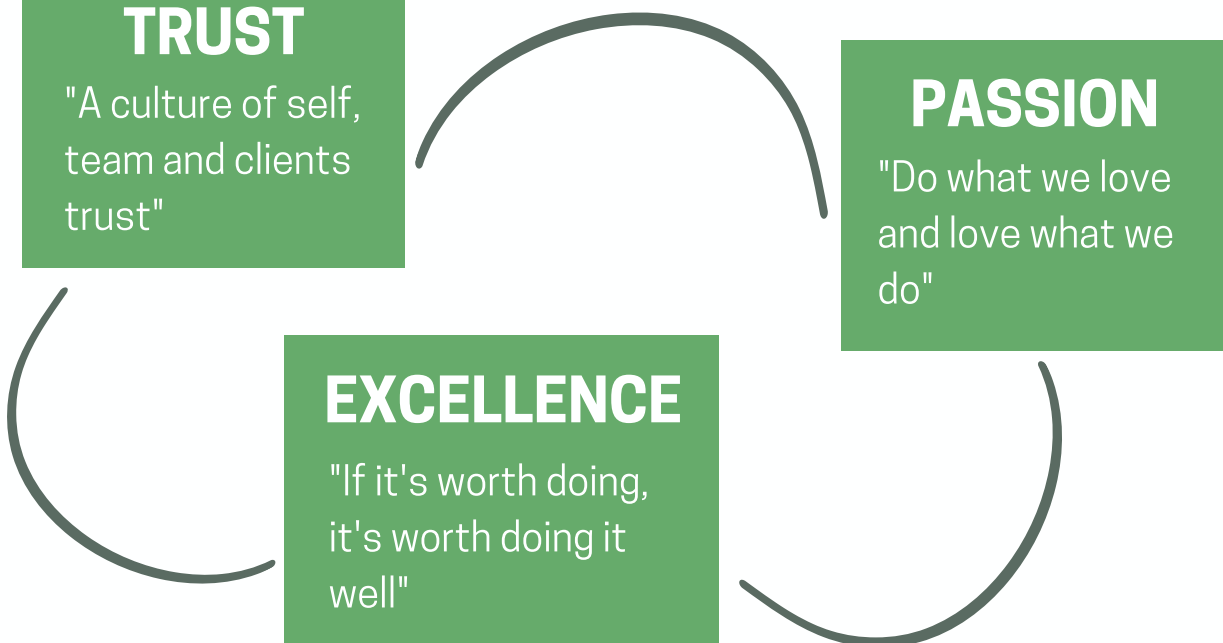 TRUST
"A culture of self,
team and clients
trust"
PASSION
"Do what we love
and love what we
do"
EXCELLENCE
"If it's worth doing,
it's worth doing it
well"